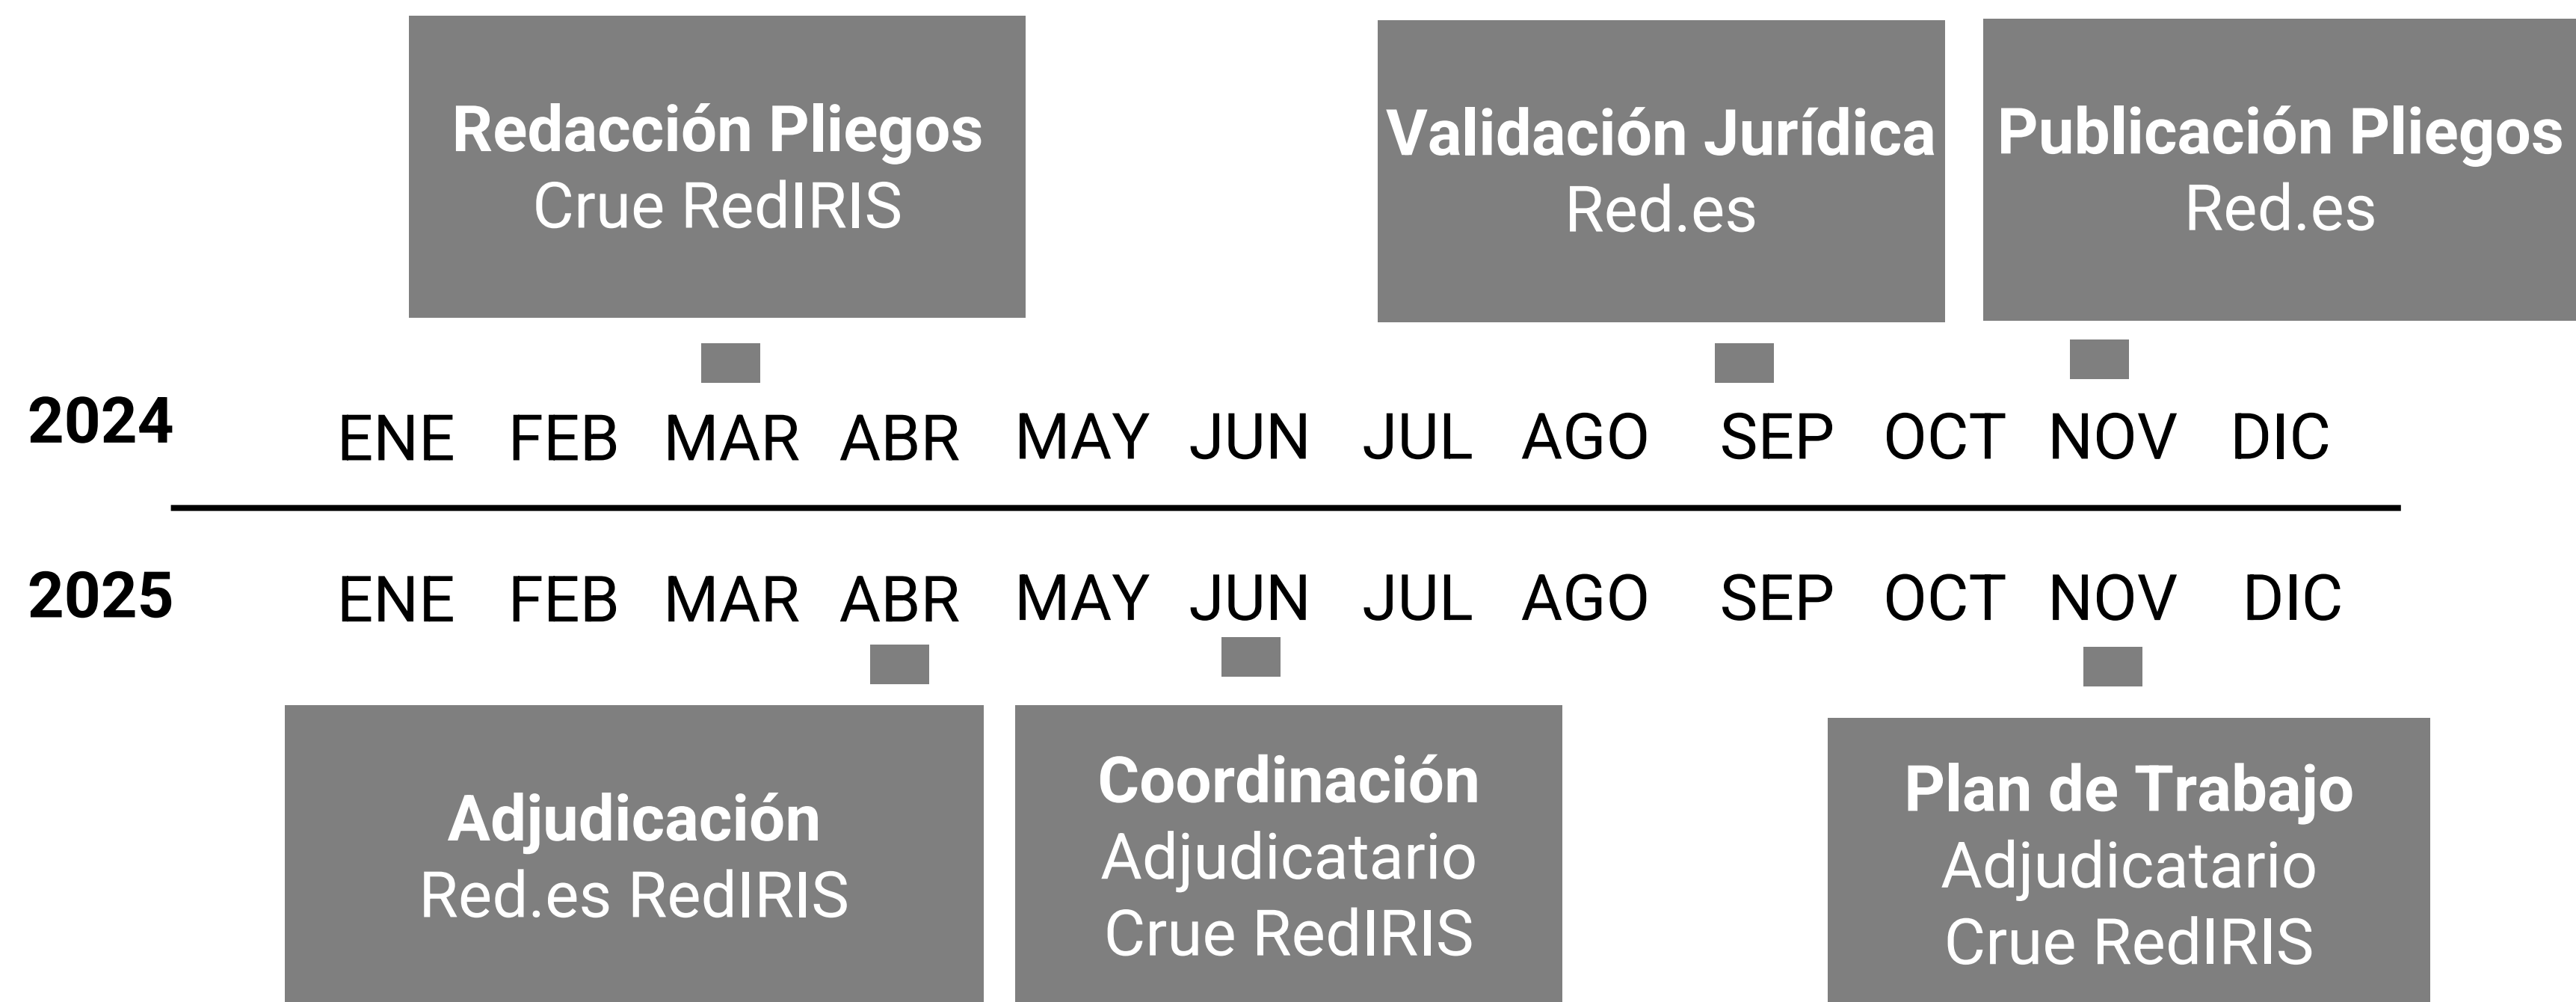 Redacción Pliegos
Crue RedIRIS
Validación Jurídica
Red.es
Publicación Pliegos
Red.es
2024
ENE FEB MAR ABR MAY JUN JUL AGO SEP OCT NOV DIC
2025
ENE FEB MAR ABR MAY JUN JUL AGO SEP OCT NOV DIC
Adjudicación
Red.es RedIRIS
Coordinación
Adjudicatario
Crue RedIRIS
Plan de Trabajo
Adjudicatario
Crue RedIRIS